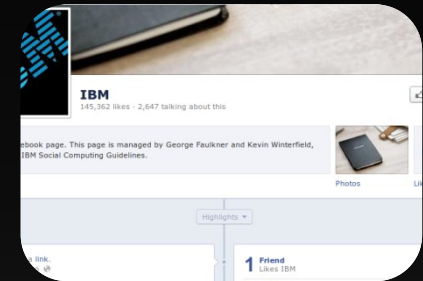 IBM
145,362 likes · 2,647 talking about this
ebook page. This page is managed by George Faulkner and Kevin Winterfield,
IBM Social Computing Guidelines.
Photos
Lik
Highlights
a link.
1 Friend
Likes IBM